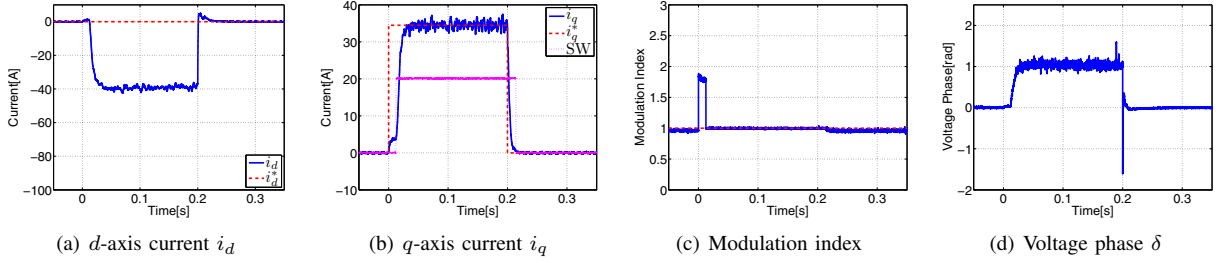 0
−20
−40
−60
−80
−100
Current[A]
0 0.1 0.2 0.3
Time[s]
i_d
i_d^*
(a) d-axis current i_d
40
30
20
10
0
−10
Current[A]
0 0.1 0.2 0.3
Time[s]
i_q
i_q^*
SW
(b) q-axis current i_q
3
2.5
2
1.5
1
0.5
0
Modulation Index
0 0.1 0.2 0.3
Time[s]
(c) Modulation index
2
1
0
−1
−2
Voltage Phase[rad]
0 0.1 0.2 0.3
Time[s]
(d) Voltage phase δ